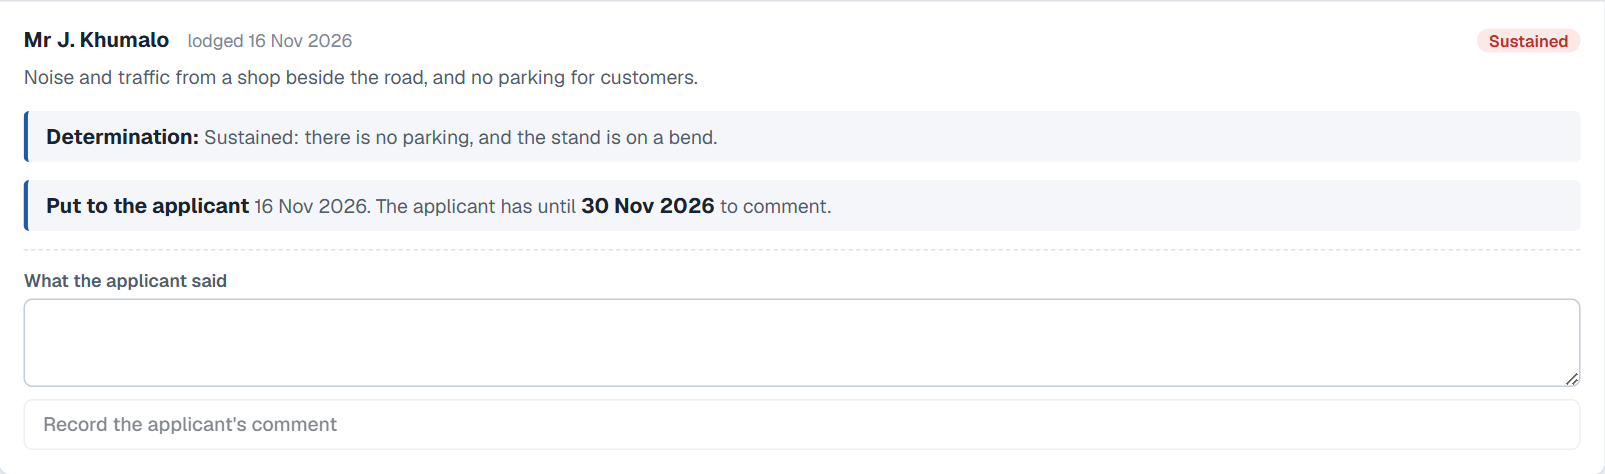 Mr J. Khumalo lodged 16 Nov 2026 Sustained
Noise and traffic from a shop beside the road, and no parking for customers.
Determination: Sustained: there is no parking, and the stand is on a bend.
Put to the applicant 16 Nov 2026. The applicant has until 30 Nov 2026 to comment.
What the applicant said
Record the applicant's comment